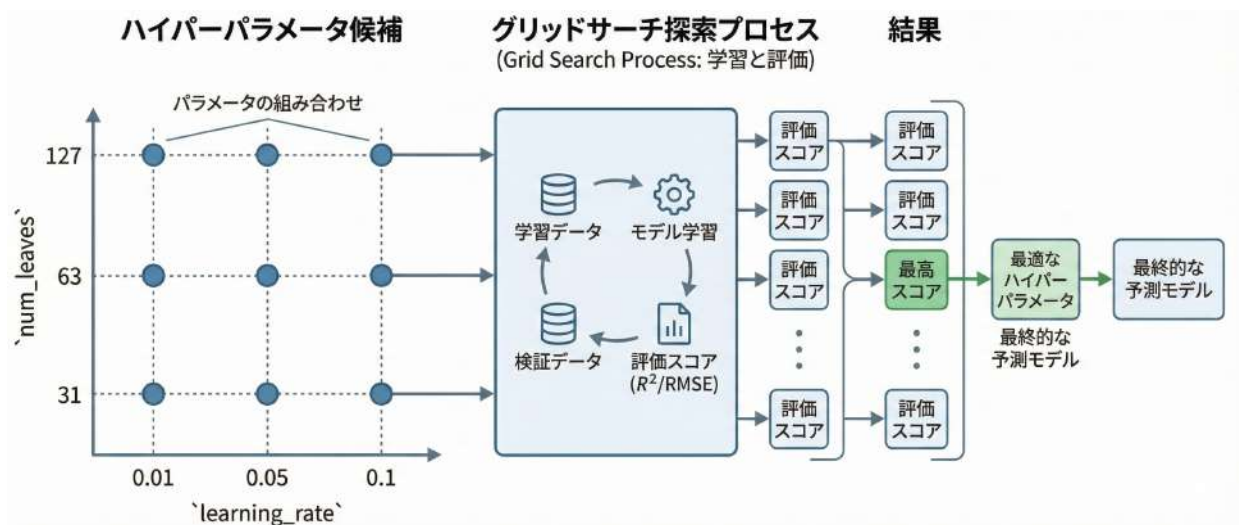 ハイパーパラメータ候補
グリッドサーチ探索プロセス
(Grid Search Process: 学習と評価)
結果
パラメータの組み合わせ
127
63
31
`num_leaves`
0.01
0.05
0.1
`learning_rate`
学習データ
モデル学習
検証データ
評価スコア
(R²/RMSE)
評価
スコア
評価
スコア
評価
スコア
評価
スコア
評価
スコア
評価
スコア
最高
スコア
評価
スコア
最適な
ハイパー
パラメータ
最終的な
予測モデル
最終的な
予測モデル